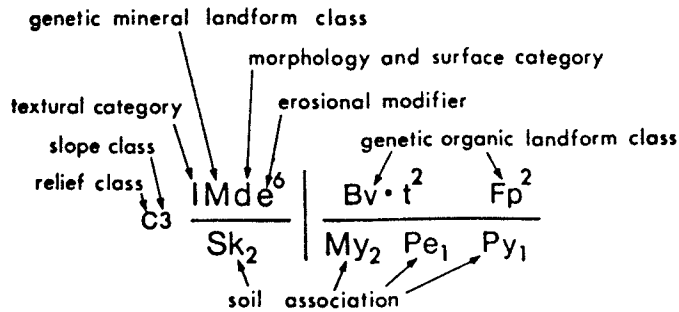 genetic mineral landform class
morphology and surface category
textural category
erosional modifier
slope class
genetic organic landform class
relief class
C3
lMde⁶
Bv·t²
Fp²
Sk₂
My₂
Pe₁
Py₁
soil association